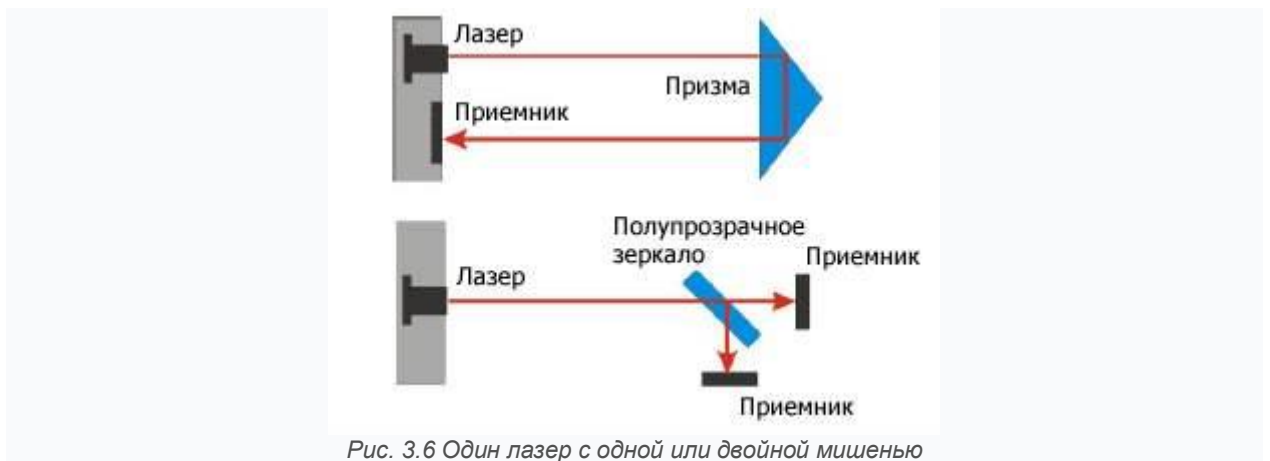 Лазер
Призма
Приемник
Полупрозрачное
зеркало
Приемник
Лазер
Приемник
Рис. 3.6 Один лазер с одной или двойной мишенью